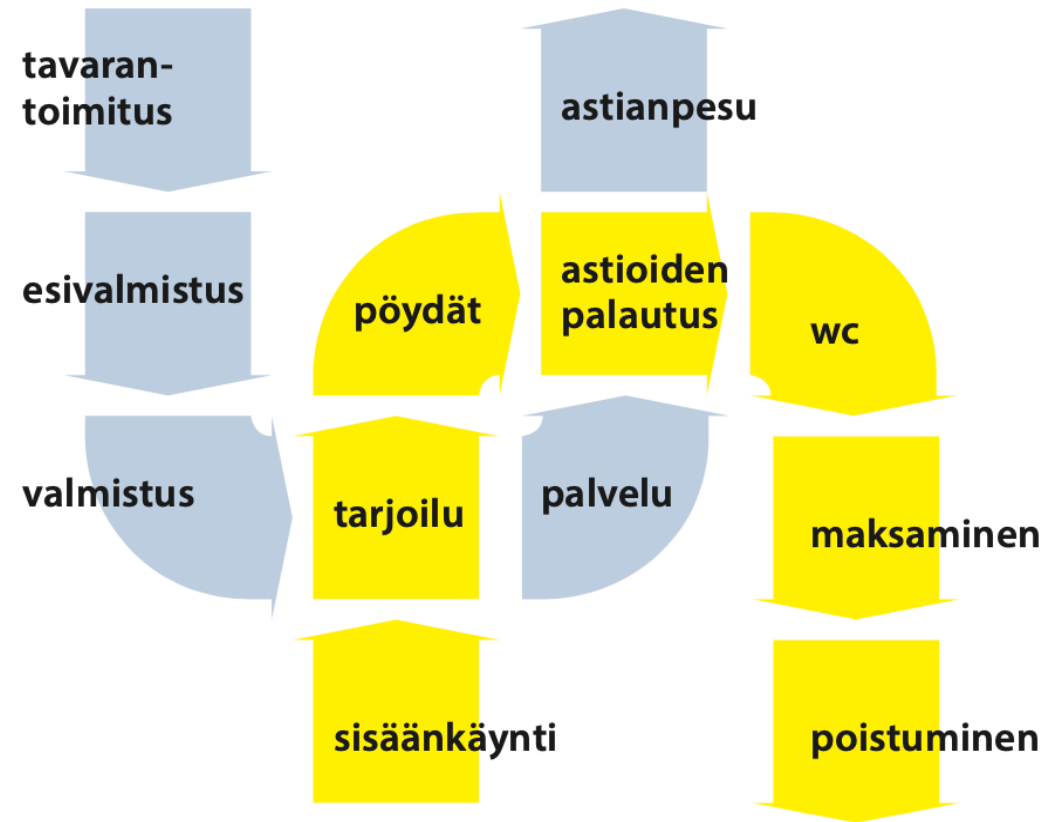 tavaran-
toimitus
astianpesu
esivalmistus
pöydät
astioiden
palautus
wc
valmistus
tarjoilu
palvelu
maksaminen
sisäänkäynti
poistuminen